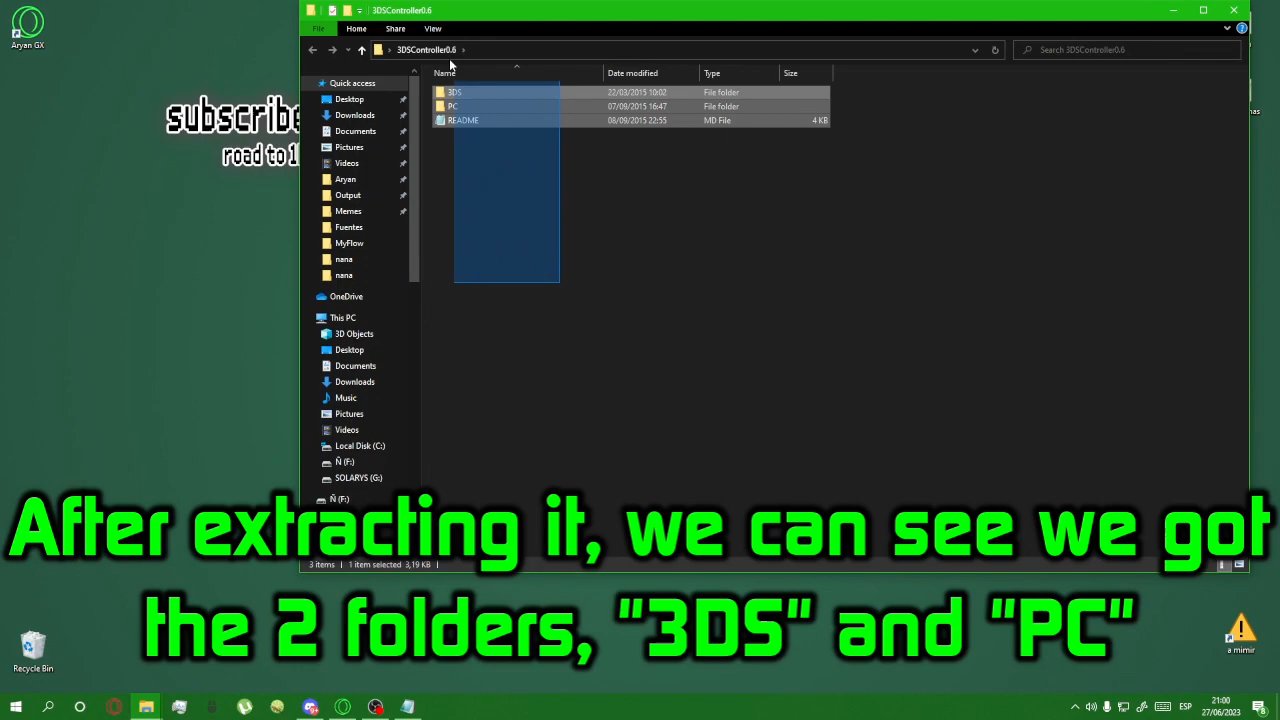 3DSController0.6
File
Home
Share
View
3DSController0.6
Search 3DSController0.6
Name
Date modified
Type
Size
3DS
22/03/2015 10:02
File folder
PC
07/09/2015 16:47
File folder
README
08/09/2015 22:55
MD File
4 KB
Quick access
Desktop
Downloads
Documents
Pictures
Videos
Aryan
Output
Memes
Fuentes
MyFlow
nana
nana
OneDrive
This PC
3D Objects
Desktop
Documents
Downloads
Music
Pictures
Videos
Local Disk (C:)
Ñ (F:)
SOLARYS (G:)
Ñ (F:)
3 items
1 item selected 3,19 KB
Aryan GX
subscribe
road to 1
After extracting it, we can see we got
the 2 folders, "3DS" and "PC"
Recycle Bin
a mimir
ESP
21:00
27/06/2023
8